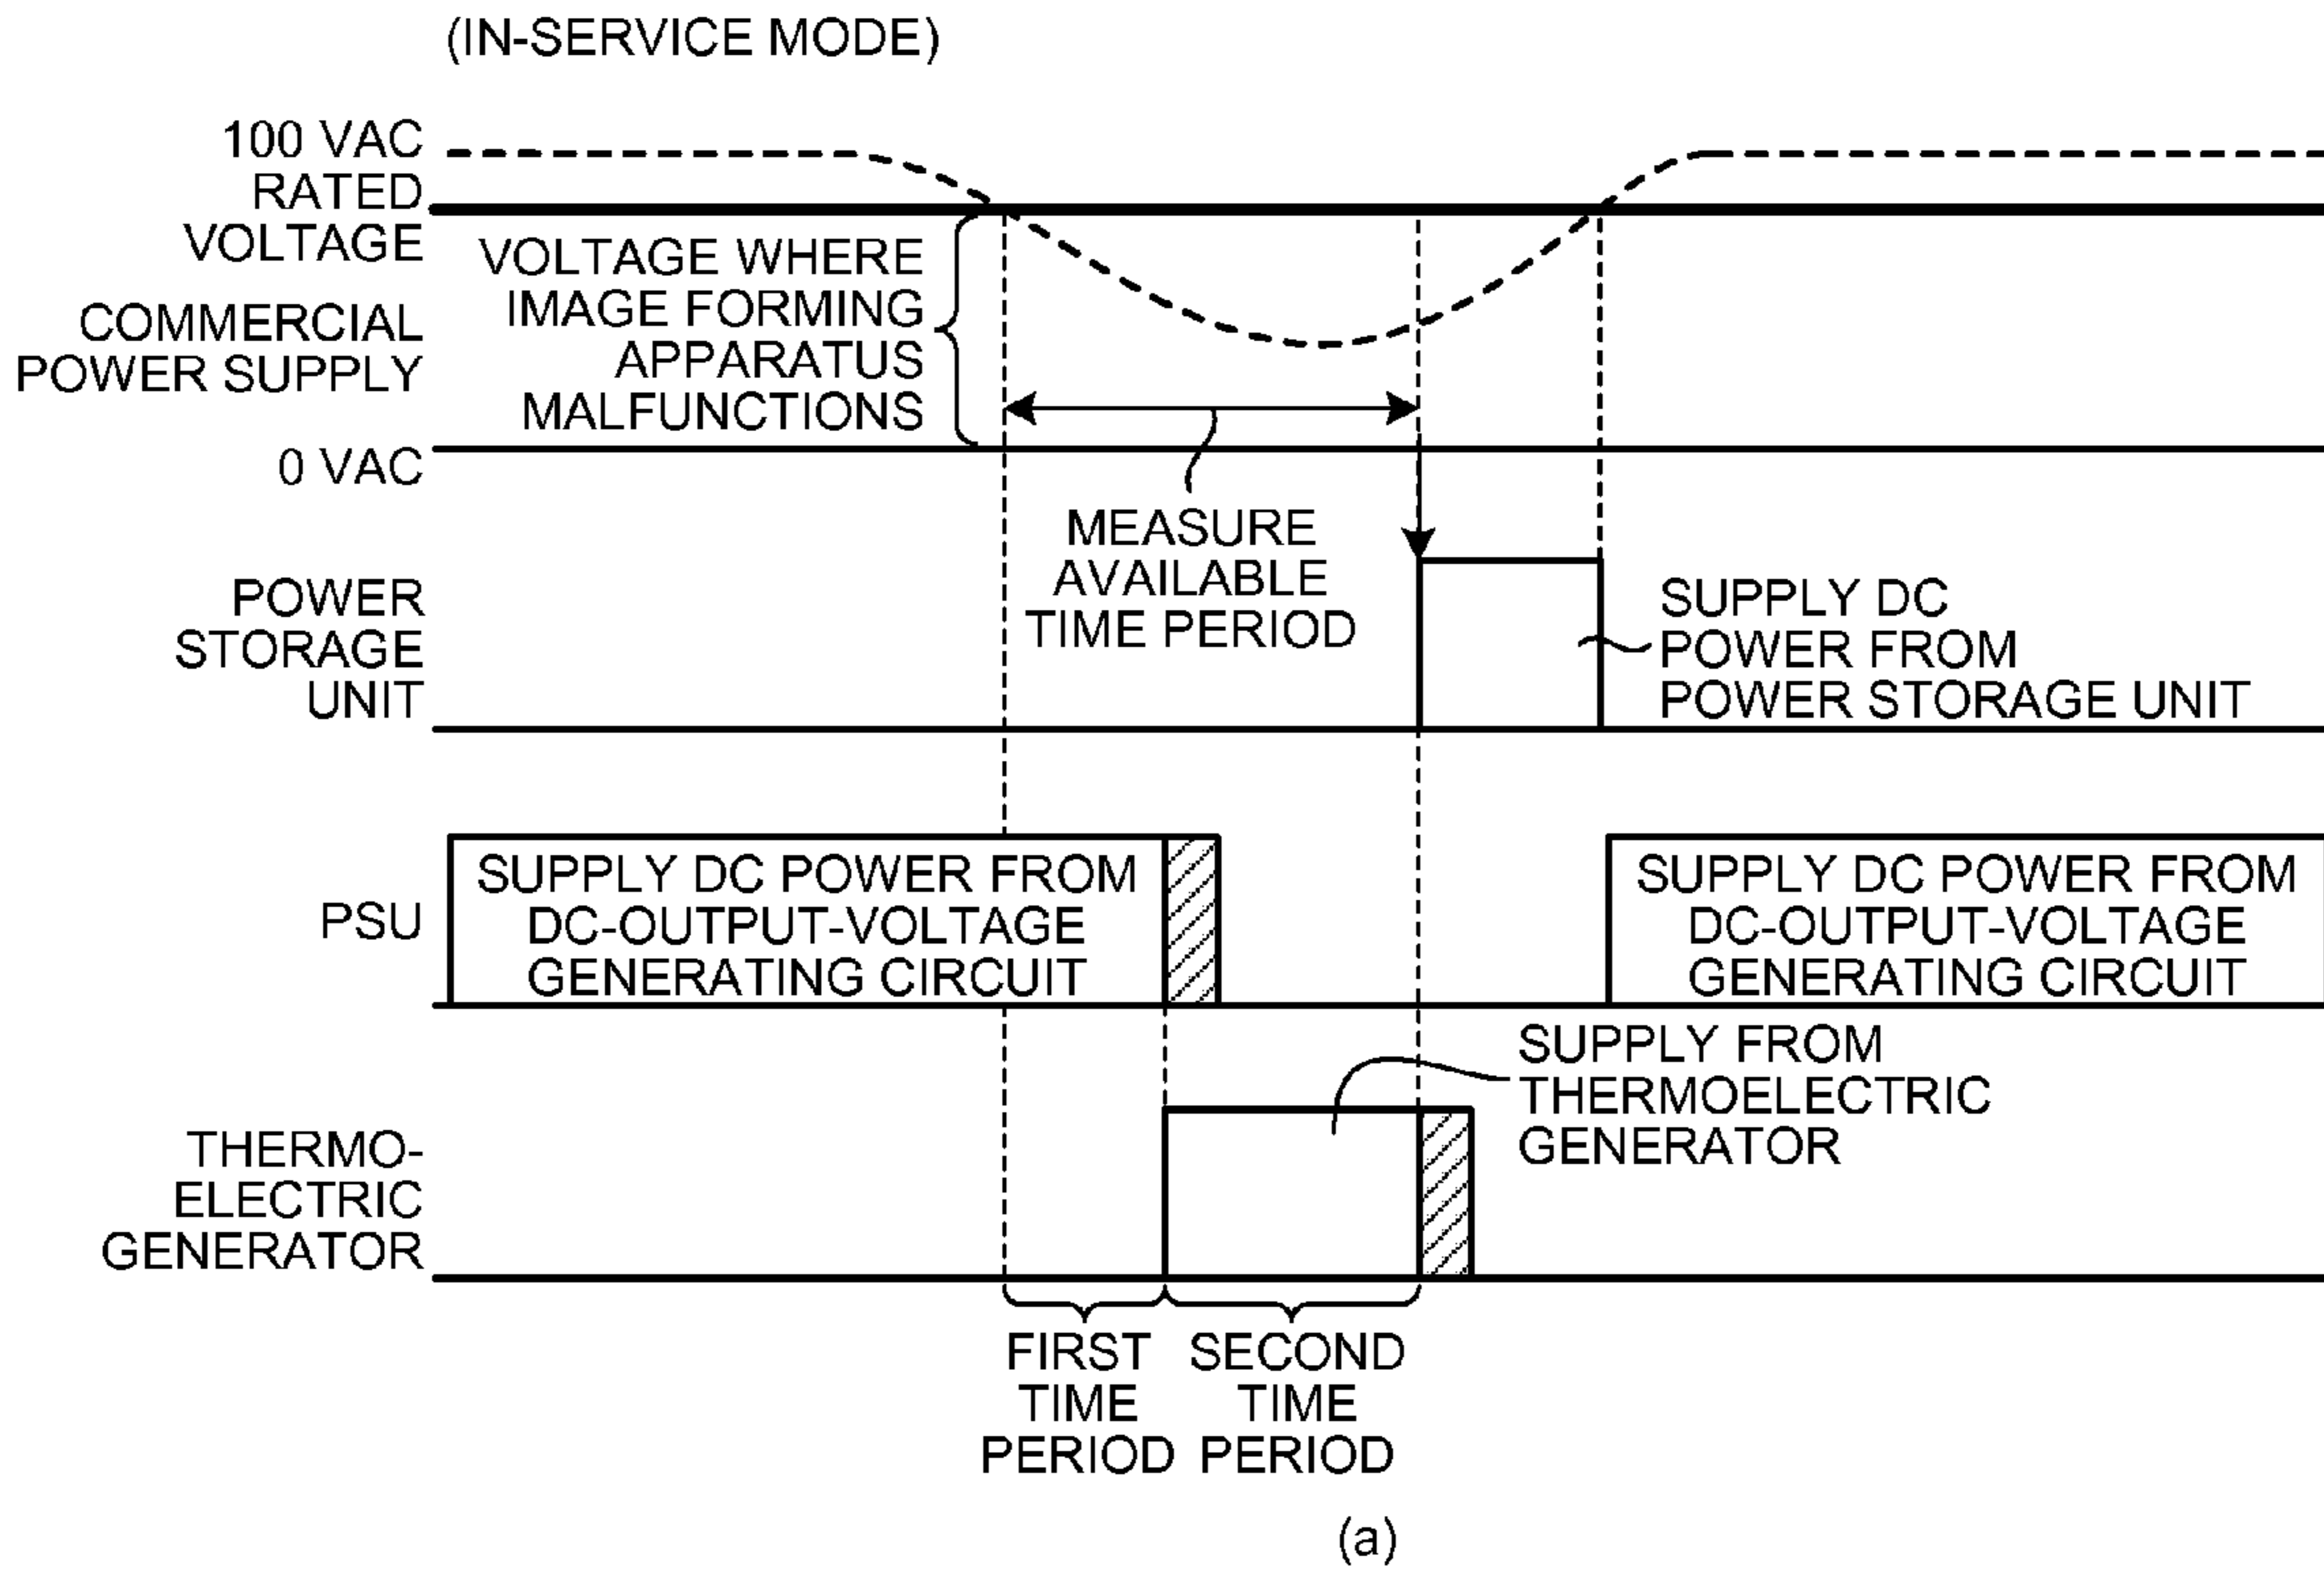 (IN-SERVICE MODE)
100 VAC
RATED
VOLTAGE
COMMERCIAL
POWER SUPPLY
0 VAC
VOLTAGE WHERE
IMAGE FORMING
APPARATUS
MALFUNCTIONS
MEASURE
AVAILABLE
TIME PERIOD
POWER
STORAGE
UNIT
SUPPLY DC
POWER FROM
POWER STORAGE UNIT
PSU
SUPPLY DC POWER FROM
DC-OUTPUT-VOLTAGE
GENERATING CIRCUIT
SUPPLY DC POWER FROM
DC-OUTPUT-VOLTAGE
GENERATING CIRCUIT
THERMO-
ELECTRIC
GENERATOR
SUPPLY FROM
THERMOELECTRIC
GENERATOR
FIRST
TIME
PERIOD
SECOND
TIME
PERIOD
(a)